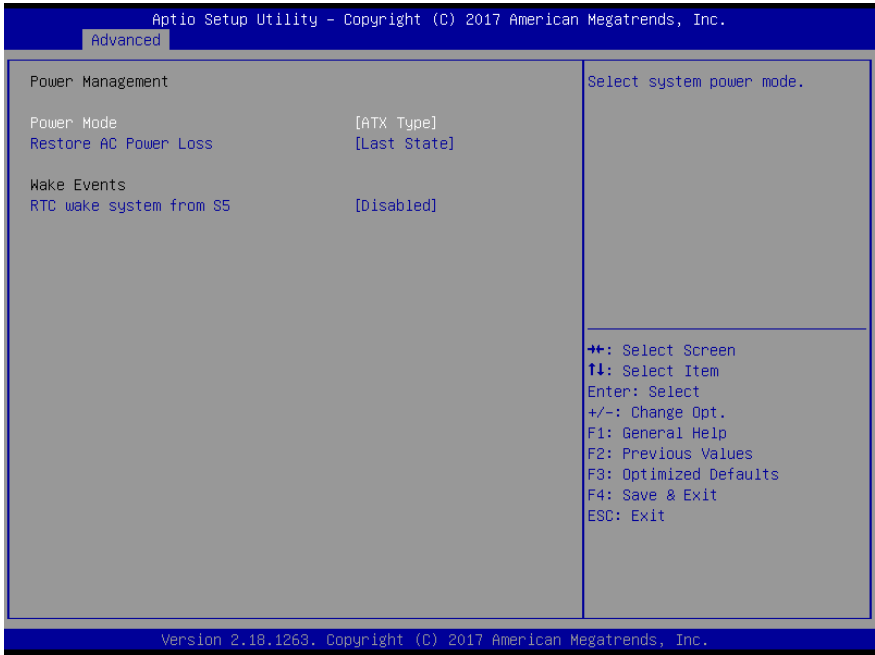 Aptio Setup Utility – Copyright (C) 2017 American Megatrends, Inc.
Advanced
Power Management
Power Mode [ATX Type]
Restore AC Power Loss [Last State]
Wake Events
RTC wake system from S5 [Disabled]
Select system power mode.
→←: Select Screen
↑↓: Select Item
Enter: Select
+/-: Change Opt.
F1: General Help
F2: Previous Values
F3: Optimized Defaults
F4: Save & Exit
ESC: Exit
Version 2.18.1263. Copyright (C) 2017 American Megatrends, Inc.